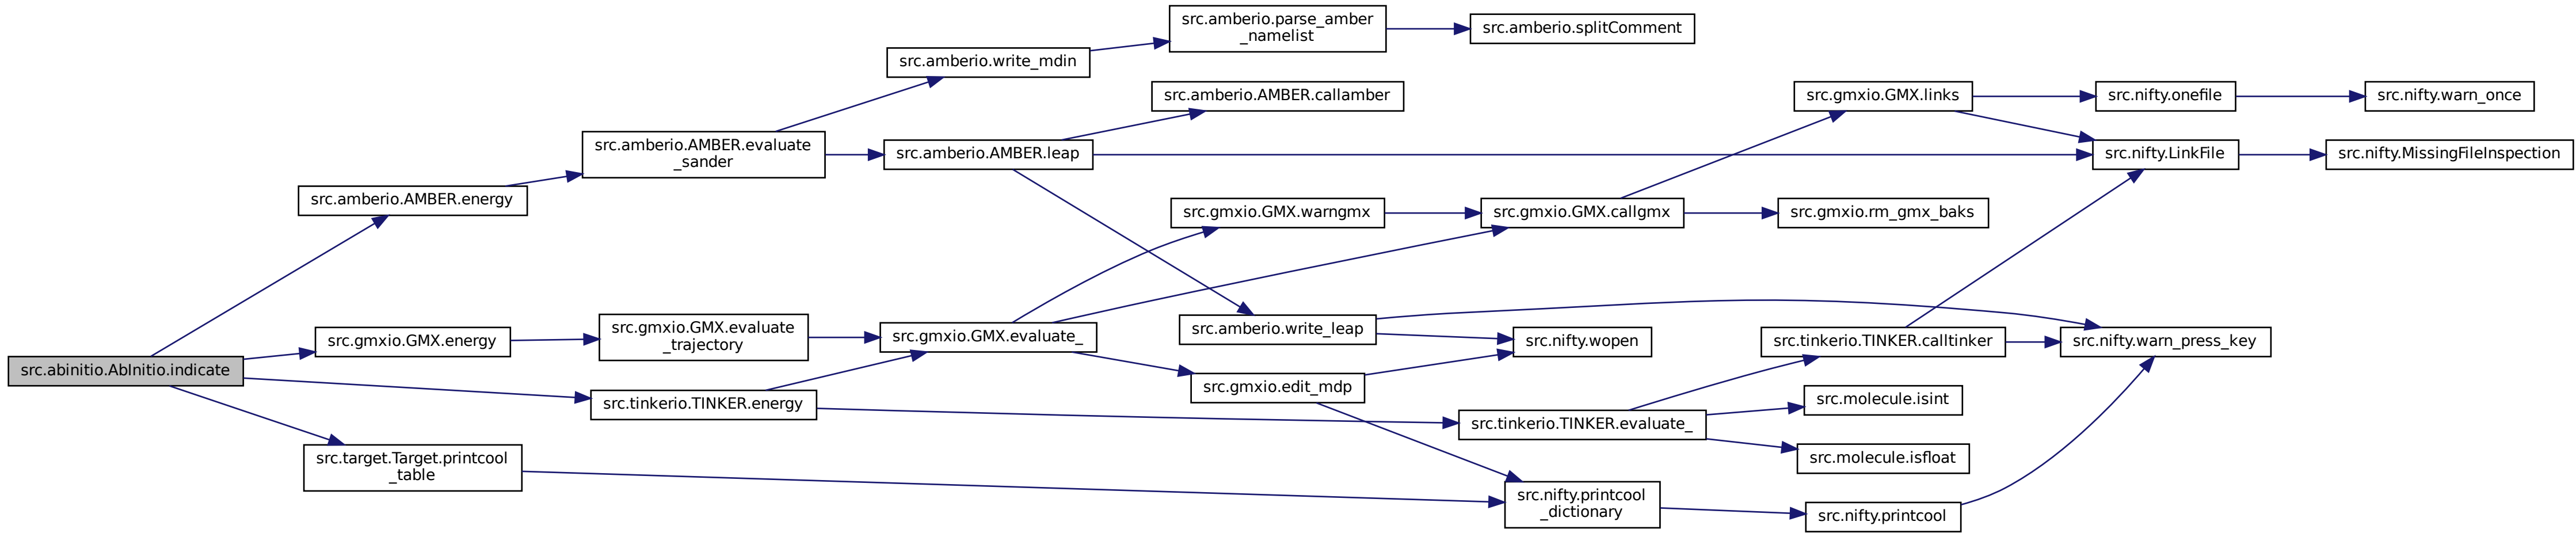 src.abinitio.AbInitio.indicate
src.amberio.AMBER.energy
src.gmxio.GMX.energy
src.tinkerio.TINKER.energy
src.target.Target.printcool
_table
src.amberio.AMBER.evaluate
_sander
src.gmxio.GMX.evaluate
_trajectory
src.amberio.write_mdin
src.amberio.AMBER.leap
src.gmxio.GMX.evaluate_
src.amberio.parse_amber
_namelist
src.amberio.AMBER.callamber
src.gmxio.GMX.warngmx
src.amberio.write_leap
src.gmxio.edit_mdp
src.amberio.splitComment
src.gmxio.GMX.callgmx
src.nifty.wopen
src.tinkerio.TINKER.evaluate_
src.nifty.printcool
_dictionary
src.gmxio.GMX.links
src.gmxio.rm_gmx_baks
src.tinkerio.TINKER.calltinker
src.molecule.isint
src.molecule.isfloat
src.nifty.printcool
src.nifty.onefile
src.nifty.LinkFile
src.nifty.warn_press_key
src.nifty.warn_once
src.nifty.MissingFileInspection